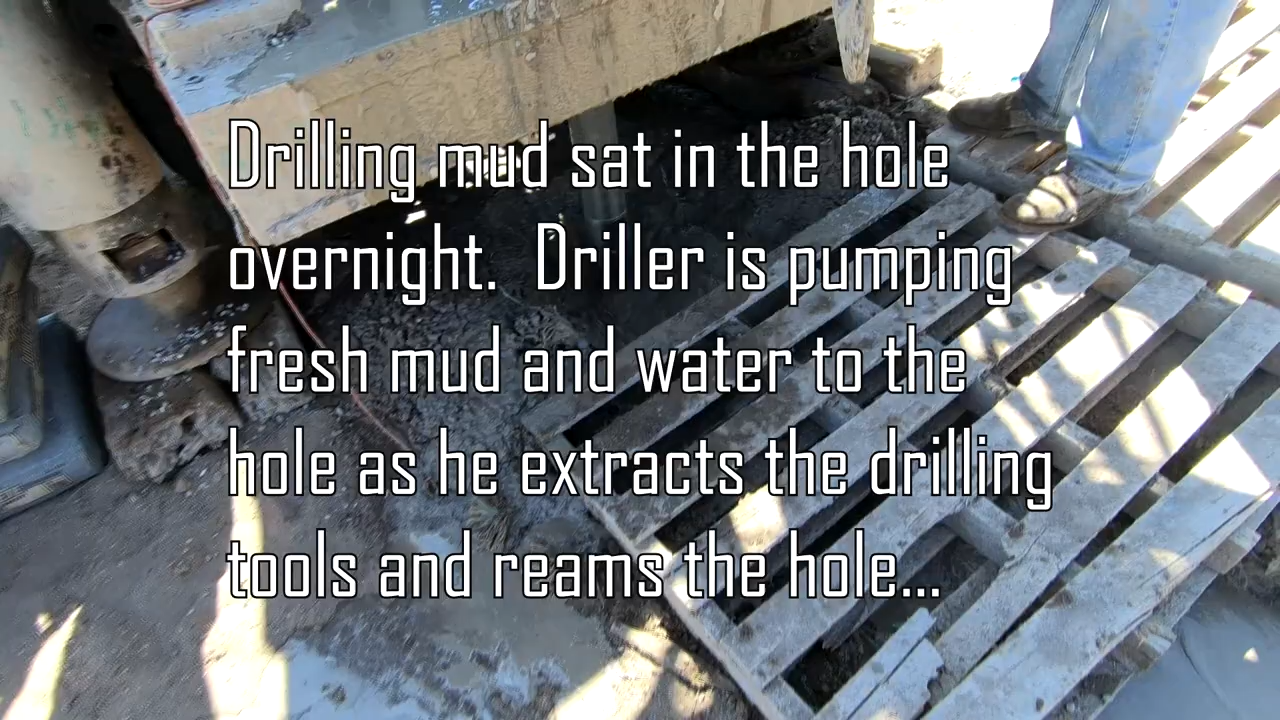 Drilling mud sat in the hole
overnight.  Driller is pumping
fresh mud and water to the
hole as he extracts the drilling
tools and reams the hole...